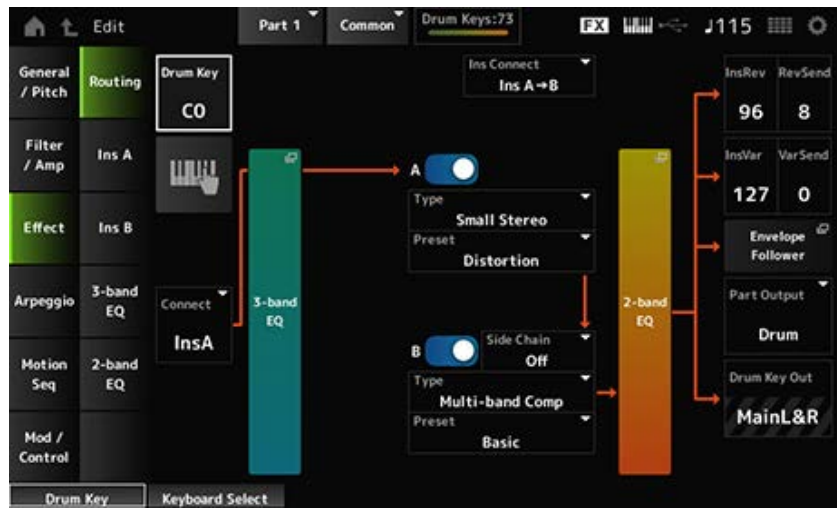 Edit
Part 1
Common
Drum Keys:73
FX
♩115
General
/ Pitch
Filter
/ Amp
Effect
Arpeggio
Motion
Seq
Mod /
Control
Routing
Ins A
Ins B
3-band
EQ
2-band
EQ
Drum Key
C0
Connect
InsA
3-band
EQ
Ins Connect
Ins A→B
A
Type
Small Stereo
Preset
Distortion
B
Side Chain
Off
Type
Multi-band Comp
Preset
Basic
2-band
EQ
InsRev RevSend
96 8
InsVar VarSend
127 0
Envelope
Follower
Part Output
Drum
Drum Key Out
MainL&R
Drum Key
Keyboard Select